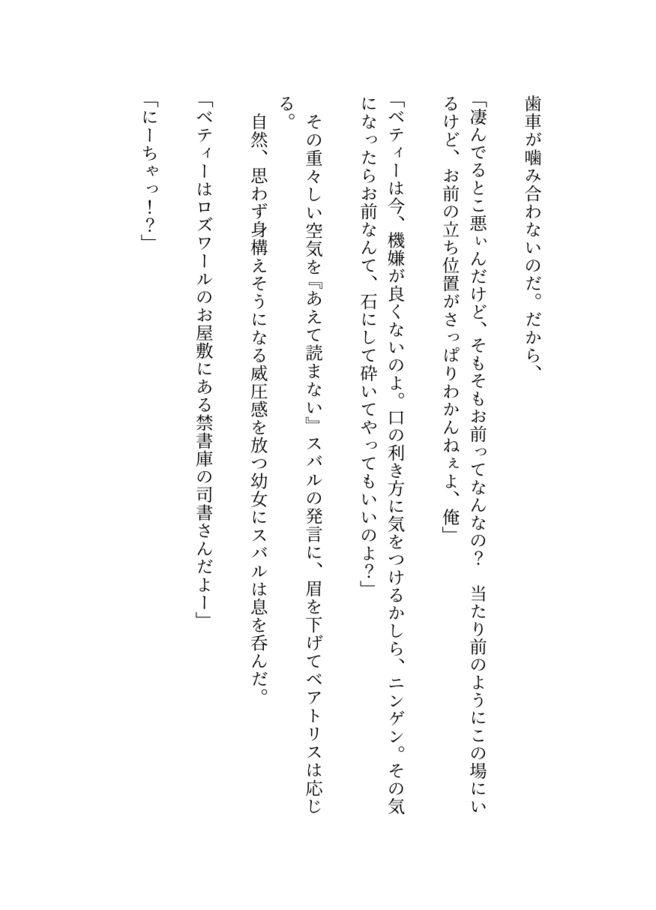 歯車が噛み合わないのだ。だから、
「凄んでるとこ悪ぃんだけど、そもそもお前ってなんなの？　当たり前のようにこの場にい
るけど、お前の立ち位置がさっぱりわかんねぇよ、俺」
「ベティーは今、機嫌が良くないのよ。口の利き方に気をつけるかしら、ニンゲン。その気
になったらお前なんて、石にして砕いてやってもいいのよ？」
　その重々しい空気を『あえて読まない』スバルの発言に、眉を下げてベアトリスは応じ
る。
　自然、思わず身構えそうになる威圧感を放つ幼女にスバルは息を呑んだ。
「ベティーはロズワールのお屋敷にある禁書庫の司書さんだよー」
「にーちゃっ！？」